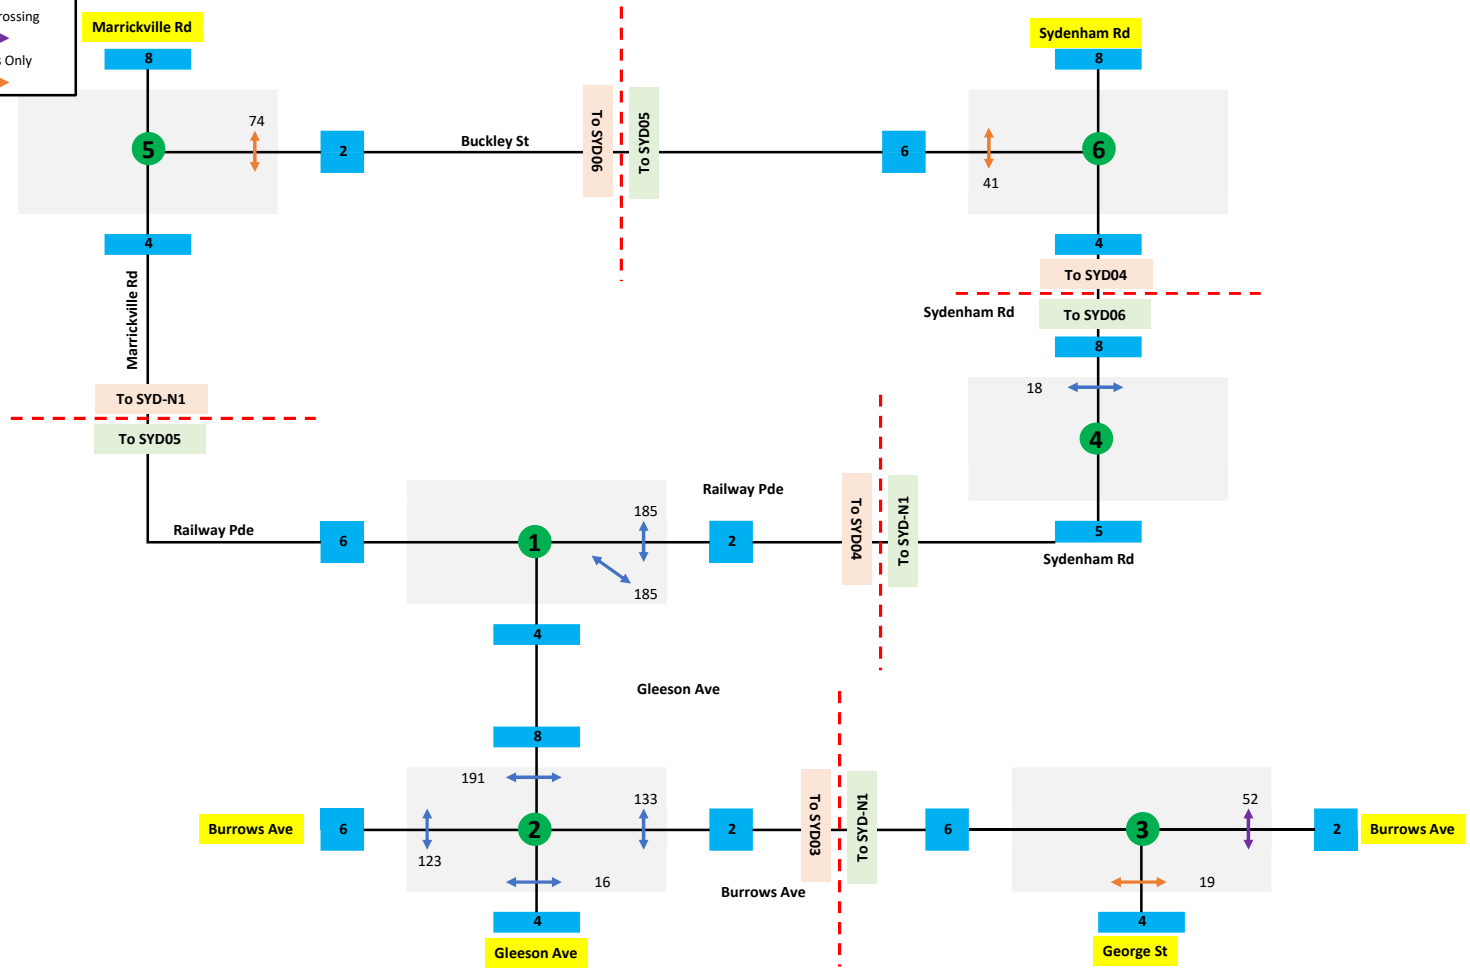 rossing
s Only
Marrickville Rd
8
Sydenham Rd
8
74
5
2
Buckley St
To SYD06
To SYD05
6
41
6
4
Marrickville Rd
4
To SYD04
Sydenham Rd
To SYD06
8
To SYD-N1
To SYD05
18
4
Railway Pde
6
1
185
185
Railway Pde
2
To SYD04
To SYD-N1
5
Sydenham Rd
4
Gleeson Ave
8
191
133
Burrows Ave
6
123
2
16
2
To SYD03
To SYD-N1
Burrows Ave
6
3
52
2
Burrows Ave
19
4
Gleeson Ave
4
George St